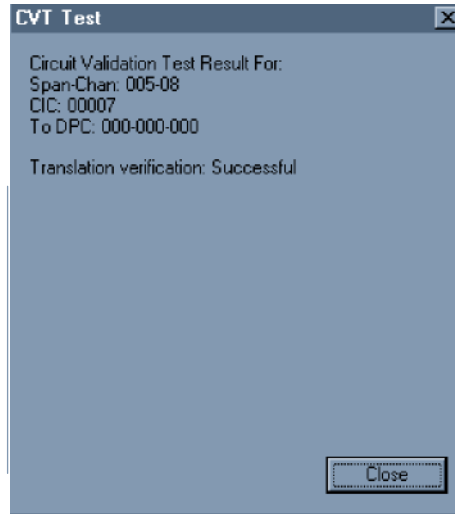 CVT Test
Circuit Validation Test Result For:
Span-Chan: 005-08
CIC: 00007
To DPC: 000-000-000
Translation verification: Successful
Close